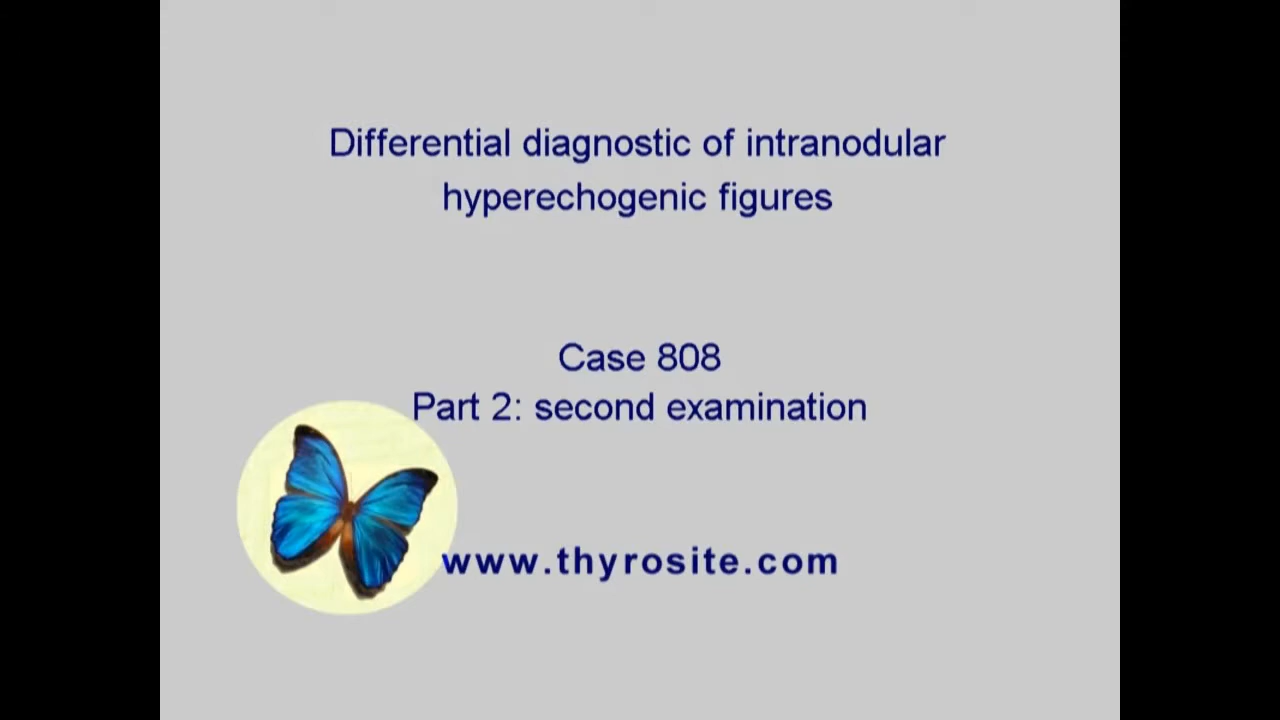 Differential diagnostic of intranodular
hyperechogenic figures
Case 808
Part 2: second examination
www.thyrosite.com